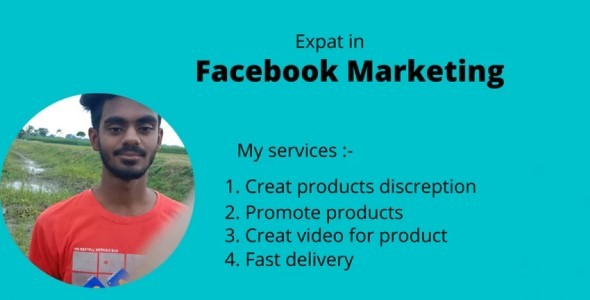 Expat in
Facebook Marketing
My services :-
1. Creat products discreption
2. Promote products
3. Creat video for product
4. Fast delivery